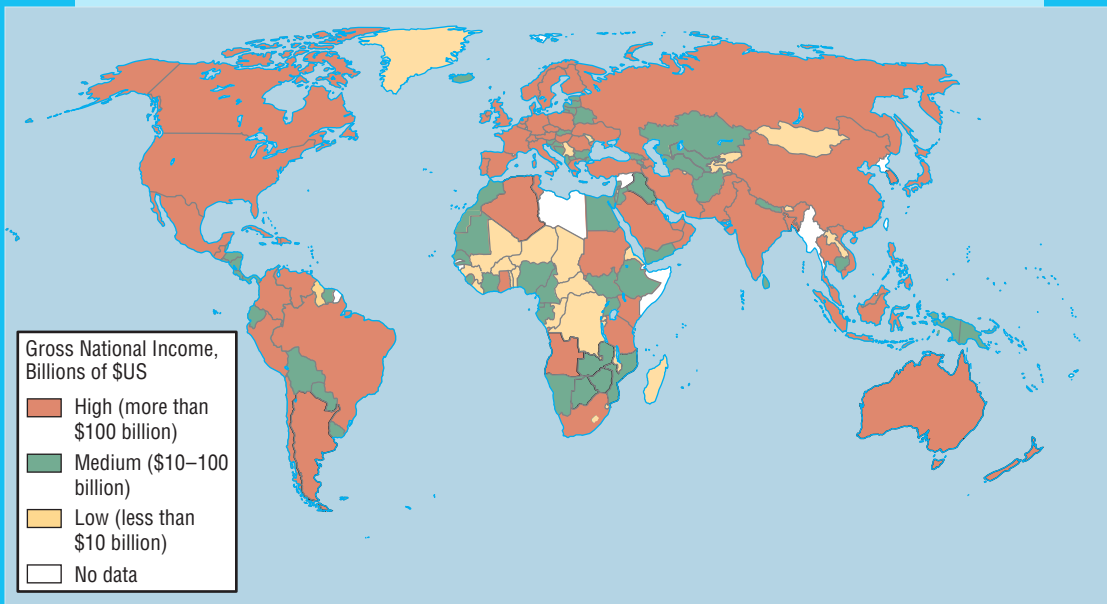 Gross National Income,
Billions of $US
High (more than
$100 billion)
Medium ($10–100
billion)
Low (less than
$10 billion)
No data